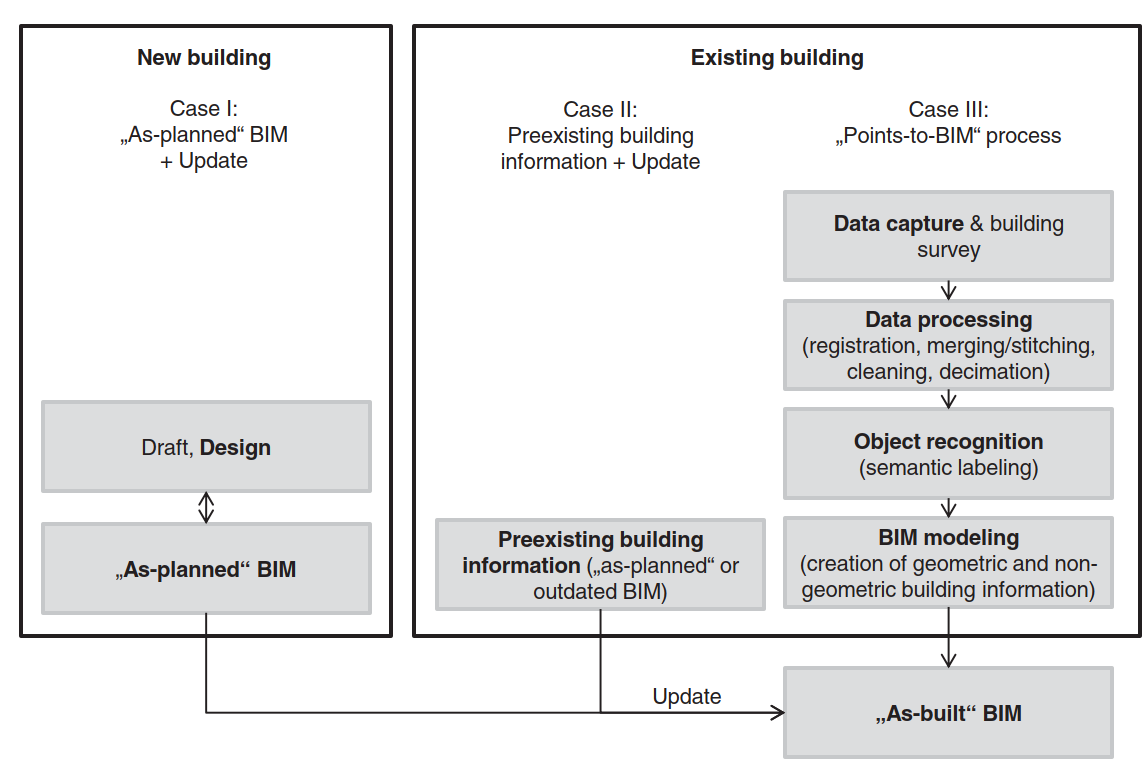 New building
Case I:
„As-planned“ BIM
+ Update
Draft, Design
„As-planned“ BIM
Existing building
Case II:
Preexisting building
information + Update
Preexisting building
information („as-planned“ or
outdated BIM)
Case III:
„Points-to-BIM“ process
Data capture & building
survey
Data processing
(registration, merging/stitching,
cleaning, decimation)
Object recognition
(semantic labeling)
BIM modeling
(creation of geometric and non-
geometric building information)
Update
„As-built“ BIM